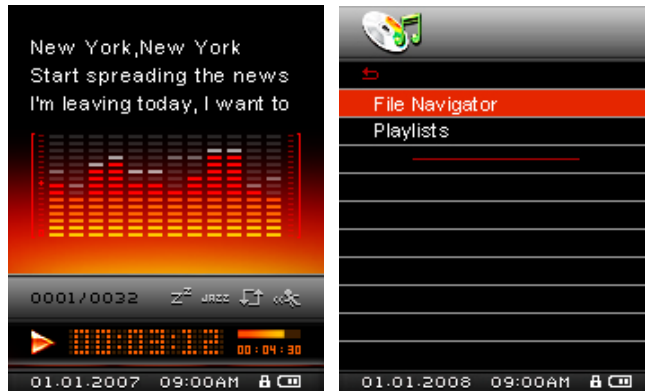 New York,New York
Start spreading the news
I'm leaving today, I want to
0001/0032 Zz JAZZ
00:03:12 00:04:30
01.01.2007 09:00AM
File Navigator
Playlists
01.01.2008 09:00AM